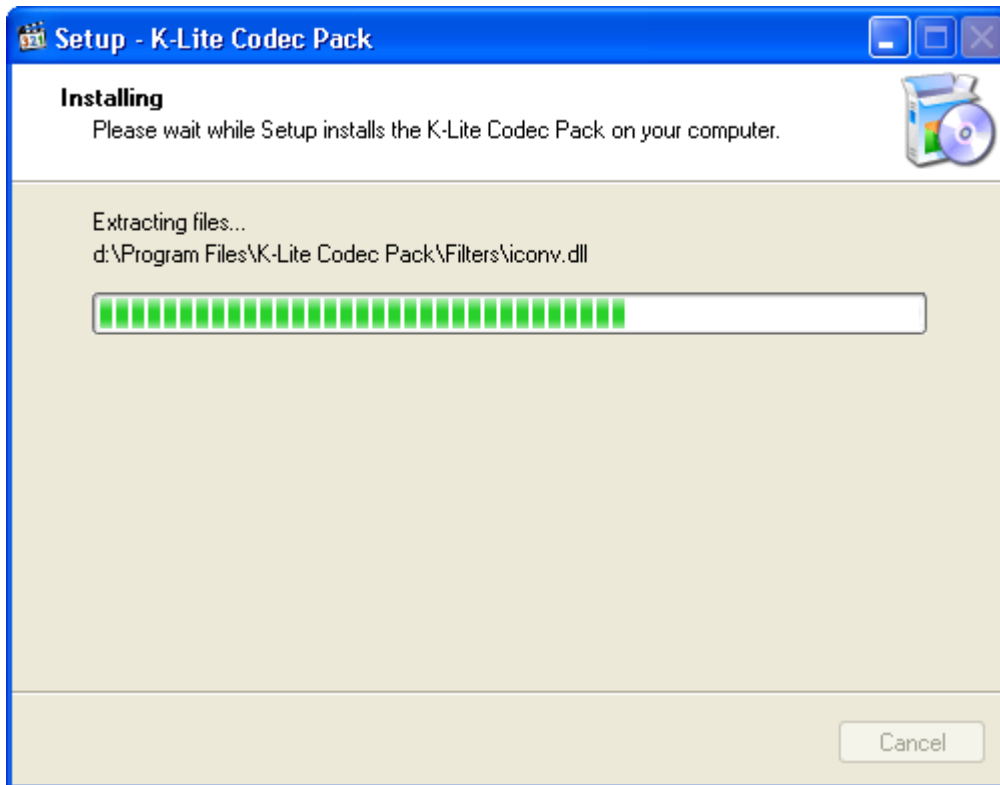 Setup - K-Lite Codec Pack
Installing
Please wait while Setup installs the K-Lite Codec Pack on your computer.
Extracting files...
d:\Program Files\K-Lite Codec Pack\Filters\iconv.dll
Cancel